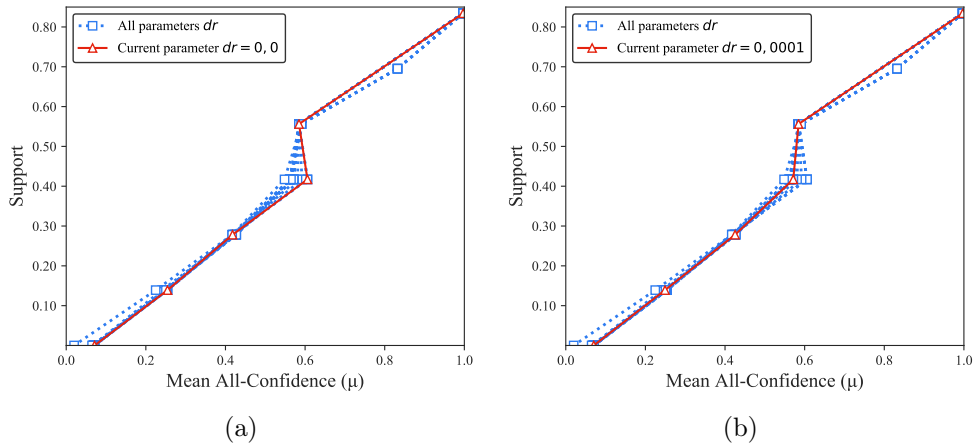 All parameters dr
Current parameter dr = 0, 0
0.80
0.70
0.60
0.50
0.40
0.30
0.20
0.10
Support
0.0 0.2 0.4 0.6 0.8 1.0
Mean All-Confidence (μ)
(a)
All parameters dr
Current parameter dr = 0, 0001
0.80
0.70
0.60
0.50
0.40
0.30
0.20
0.10
Support
0.0 0.2 0.4 0.6 0.8 1.0
Mean All-Confidence (μ)
(b)